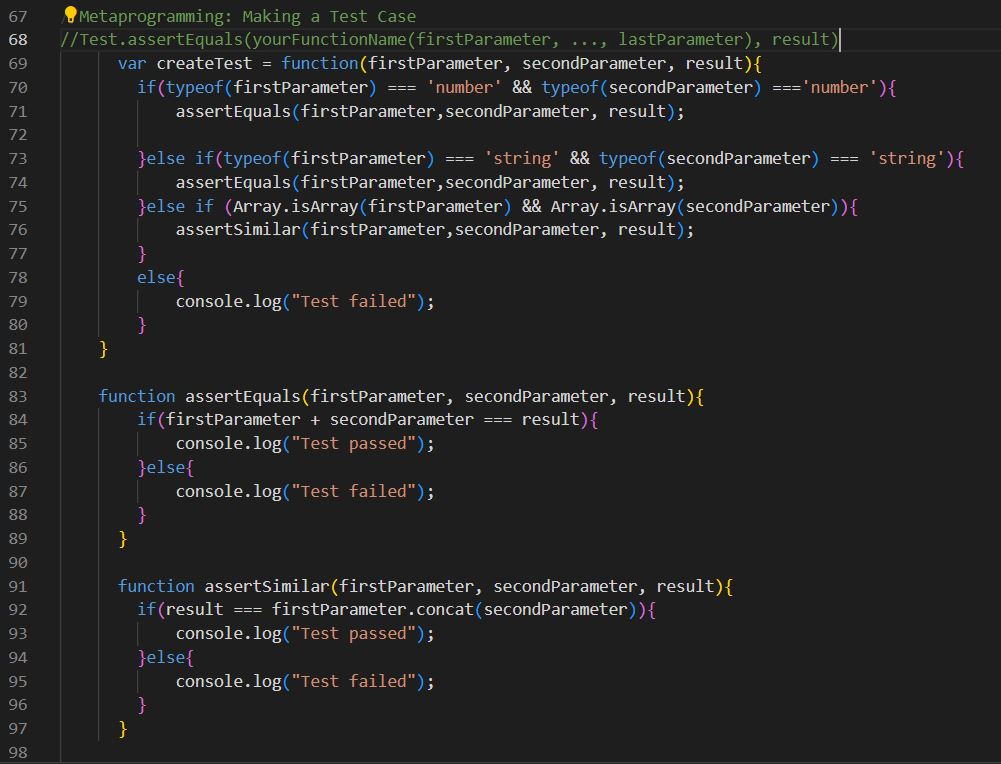 67 /Metaprogramming: Making a Test Case
68 //Test.assertEquals(yourFunctionName(firstParameter, ..., lastParameter), result)
69 var createTest = function(firstParameter, secondParameter, result){
70 if(typeof(firstParameter) === 'number' && typeof(secondParameter) ==='number'){
71 assertEquals(firstParameter,secondParameter, result);
72
73 }else if(typeof(firstParameter) === 'string' && typeof(secondParameter) === 'string'){
74 assertEquals(firstParameter,secondParameter, result);
75 }else if (Array.isArray(firstParameter) && Array.isArray(secondParameter)){
76 assertSimilar(firstParameter,secondParameter, result);
77 }
78 else{
79 console.log("Test failed");
80 }
81 }
82
83 function assertEquals(firstParameter, secondParameter, result){
84 if(firstParameter + secondParameter === result){
85 console.log("Test passed");
86 }else{
87 console.log("Test failed");
88 }
89 }
90
91 function assertSimilar(firstParameter, secondParameter, result){
92 if(result === firstParameter.concat(secondParameter)){
93 console.log("Test passed");
94 }else{
95 console.log("Test failed");
96 }
97 }
98